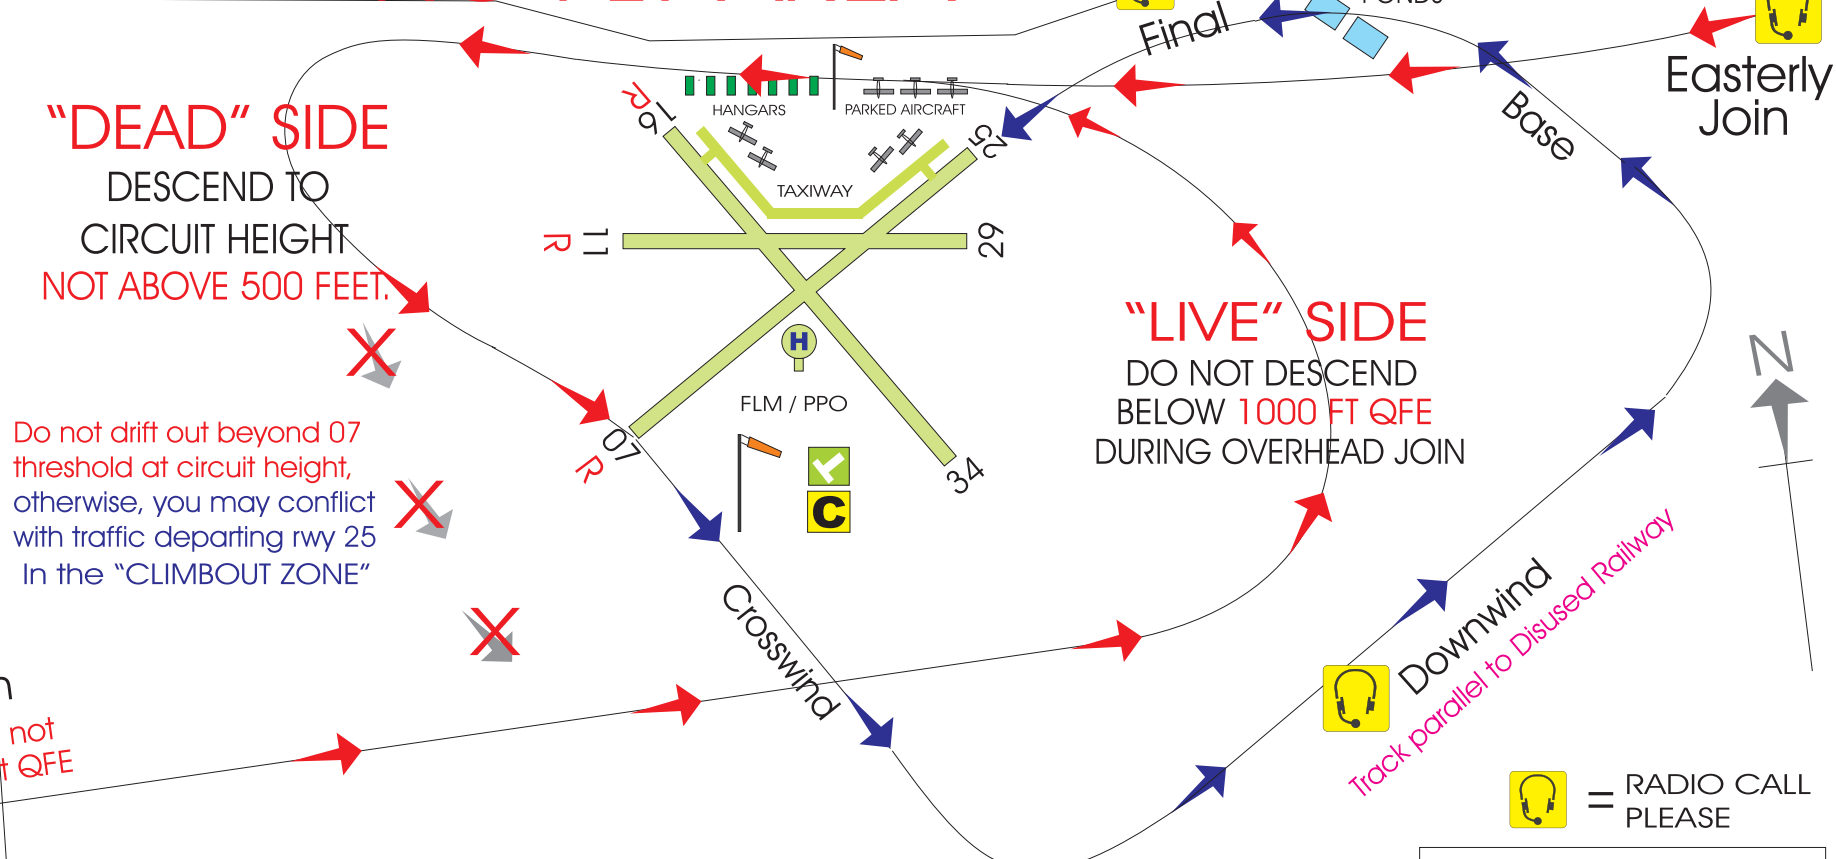 Final
Easterly
Join
Base
"DEAD" SIDE
DESCEND TO
CIRCUIT HEIGHT
NOT ABOVE 500 FEET.
HANGARS
PARKED AIRCRAFT
R
16
25
TAXIWAY
R
11
29
H
FLM / PPO
07
R
34
C
"LIVE" SIDE
DO NOT DESCEND
BELOW 1000 FT QFE
DURING OVERHEAD JOIN
N
Do not drift out beyond 07
threshold at circuit height,
otherwise, you may conflict
with traffic departing rwy 25
In the "CLIMBOUT ZONE"
Crosswind
Downwind
Track parallel to Disused Railway
not
QFE
= RADIO CALL
PLEASE